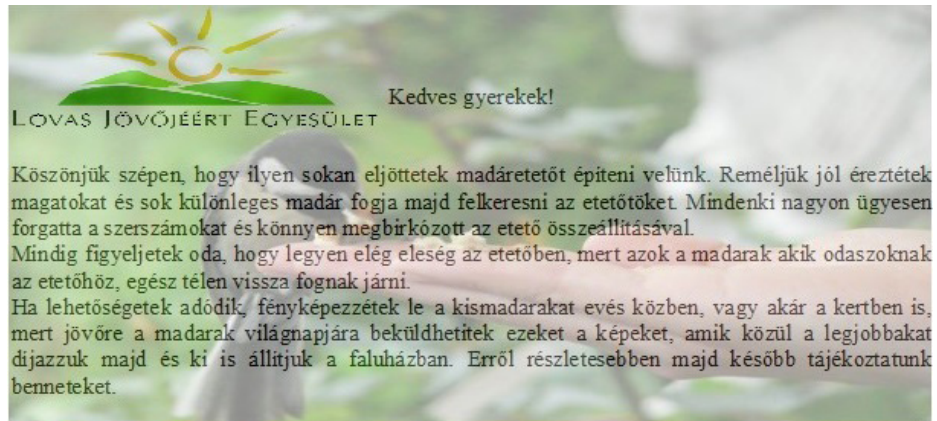 Kedves gyerekek!
LOVAS JÖVŐJÉÉRT EGYESÜLET
Köszönjük szépen, hogy ilyen sokan eljöttetek madáretetőt építeni velünk. Reméljük jól éreztétek
magatokat és sok különleges madár fogja majd felkeresni az etetőtöket. Mindenki nagyon ügyesen
forgatta a szerszámokat és könnyen megbirkózott az etető összeállításával.
Mindig figyeljetek oda, hogy legyen elég eleség az etetőben, mert azok a madarak akik odaszoknak
az etetőhöz, egész télen vissza fognak járni.
Ha lehetőségetek adódik, fényképezzétek le a kismadarakat evés közben, vagy akár a kertben is,
mert jövőre a madarak világnapjára beküldhetitek ezeket a képeket, amik közül a legjobbakat
díjazzuk majd és ki is állítjuk a faluházban. Erről részletesebben majd később tájékoztatunk
benneteket.